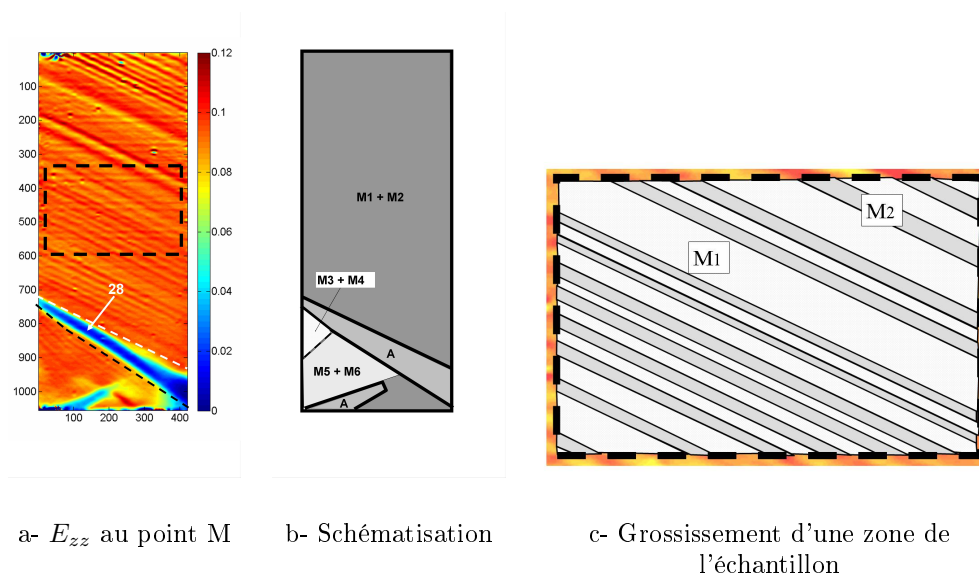 0.12
0.1
0.08
0.06
0.04
0.02
0
100
200
300
400
500
600
700
800
900
1000
100 200 300 400
28
M1 + M2
M3 + M4
A
M5 + M6
A
M1
M2
a- Ezz au point M
b- Schématisation
c- Grossissement d'une zone de
l'échantillon